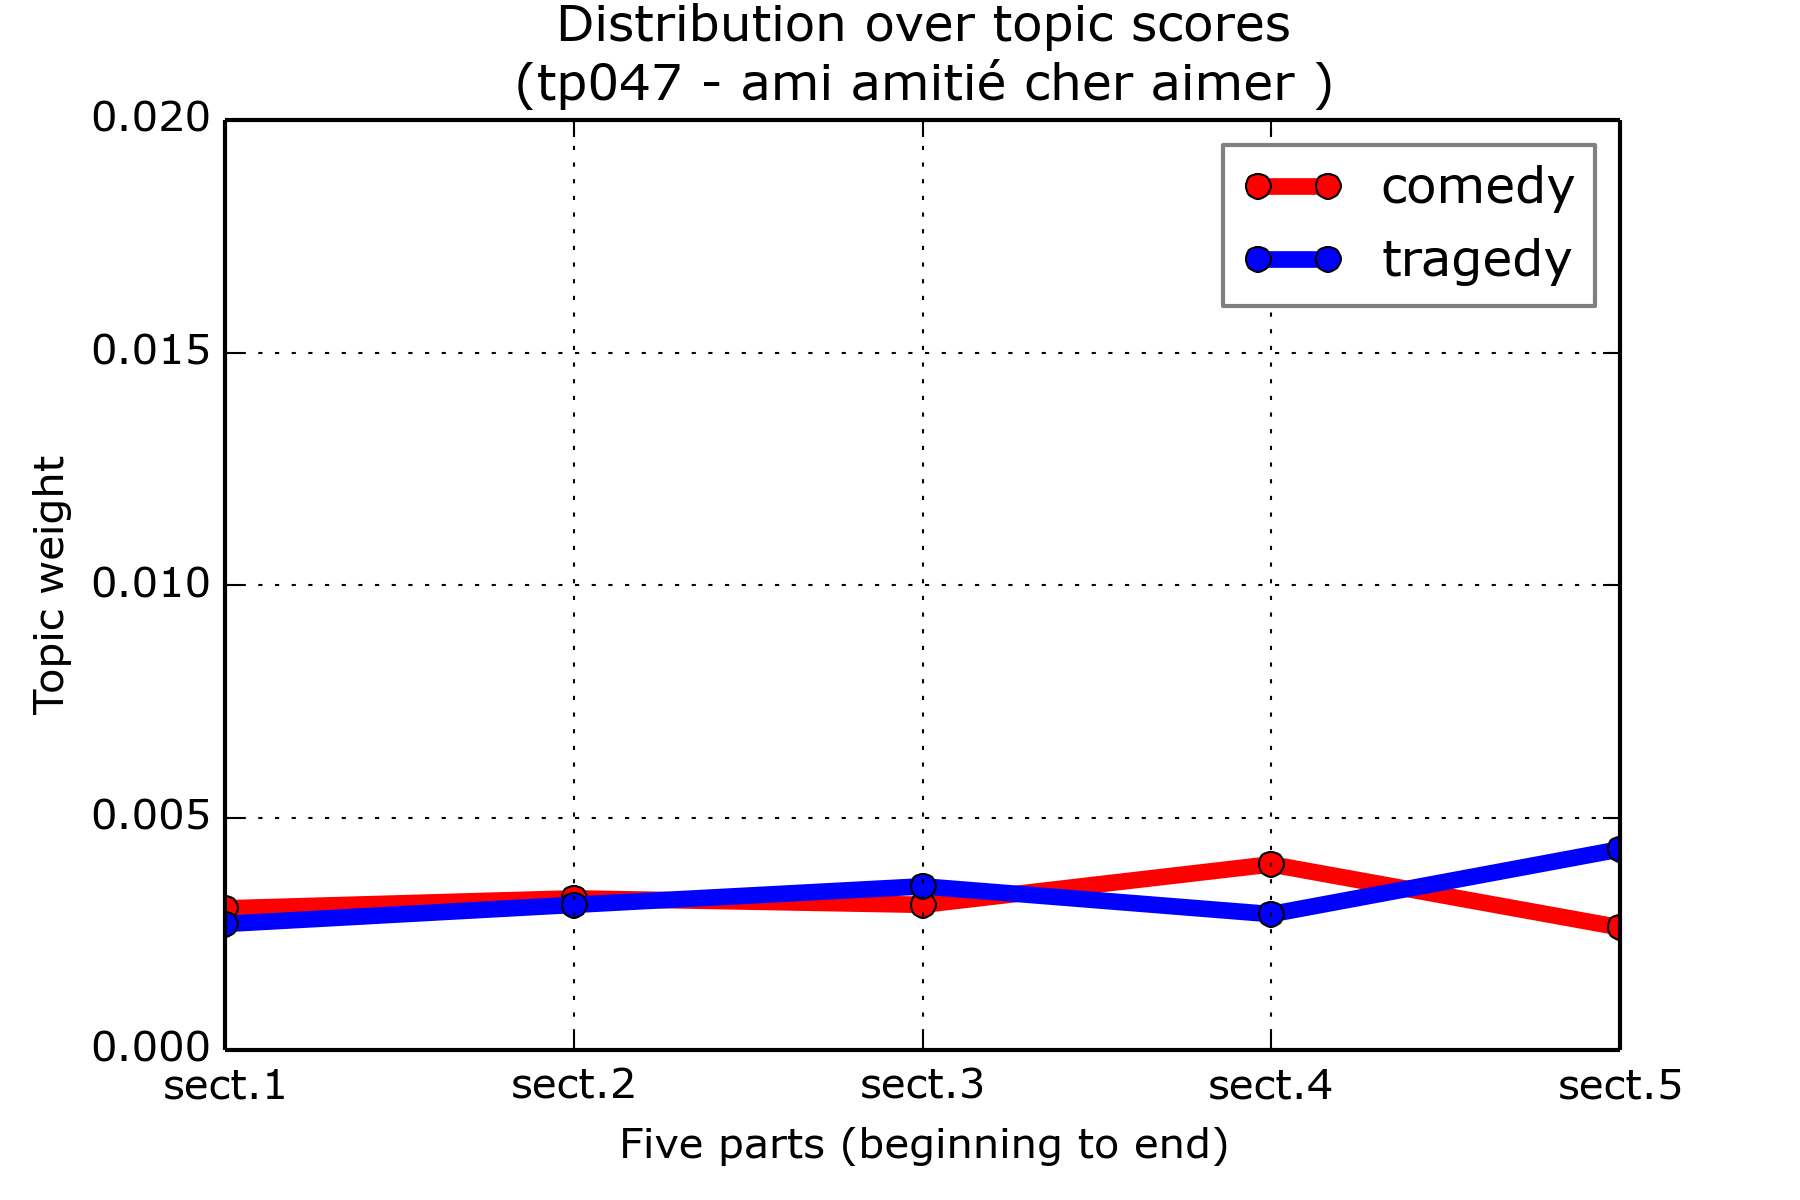 Distribution over topic scores
(tp047 - ami amitié cher aimer )
0.020
0.015
0.010
0.005
0.000
Topic weight
comedy
tragedy
sect.1 sect.2 sect.3 sect.4 sect.5
Five parts (beginning to end)